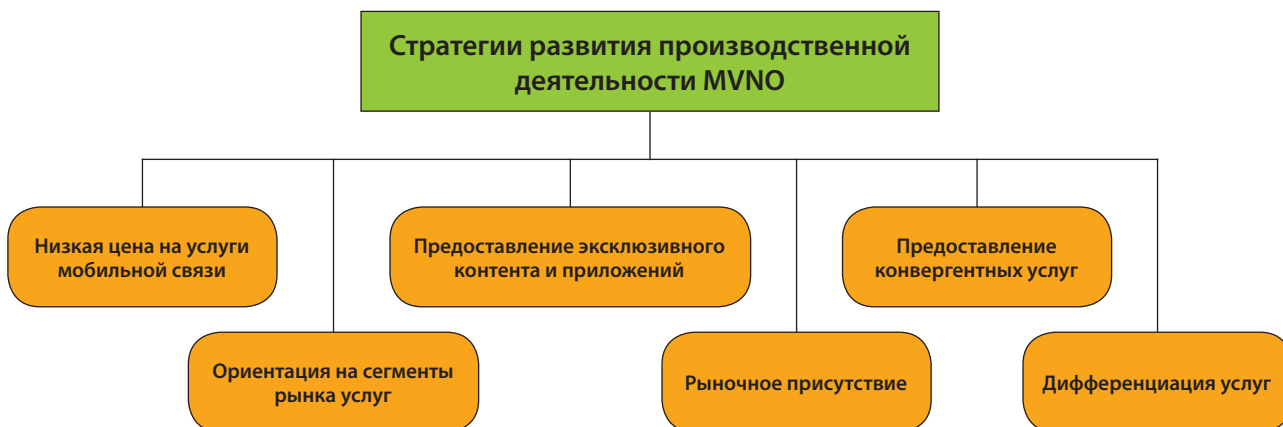 Стратегии развития производственной
деятельности MVNO
Низкая цена на услуги
мобильной связи
Предоставление эксклюзивного
контента и приложений
Предоставление
конвергентных услуг
Ориентация на сегменты
рынка услуг
Рыночное присутствие
Дифференциация услуг